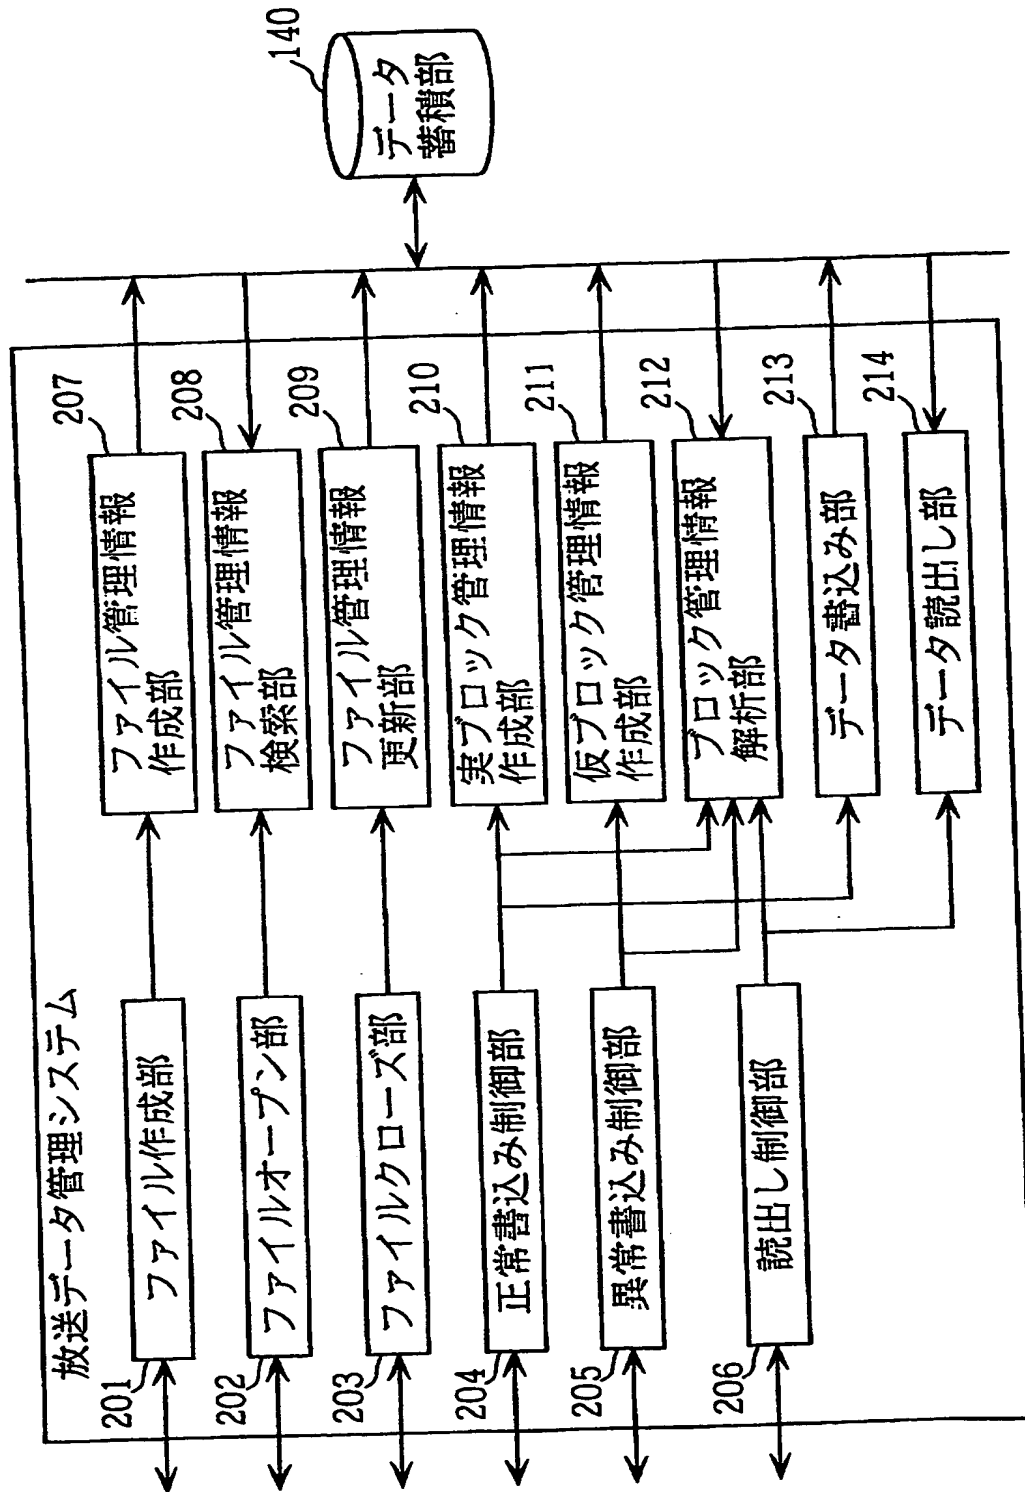 放送データ管理システム
201
ファイル作成部
202
ファイルオープン部
203
ファイルクローズ部
204
正常書込み制御部
205
異常書込み制御部
206
読出し制御部
207
ファイル管理情報
作成部
208
ファイル管理情報
検索部
209
ファイル管理情報
更新部
210
実ブロック管理情報
作成部
211
仮ブロック管理情報
作成部
212
ブロック管理情報
解析部
213
データ書込み部
214
データ読出し部
140
データ
蓄積部